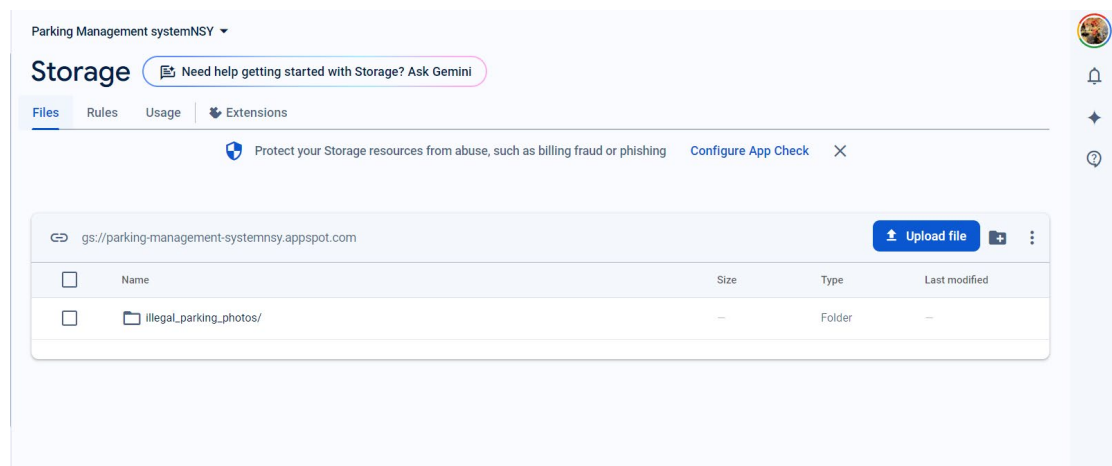 Parking Management systemNSY
Storage
Need help getting started with Storage? Ask Gemini
Files Rules Usage Extensions
Protect your Storage resources from abuse, such as billing fraud or phishing Configure App Check
gs://parking-management-systemnsy.appspot.com Upload file
Name Size Type Last modified
illegal_parking_photos/ — Folder —